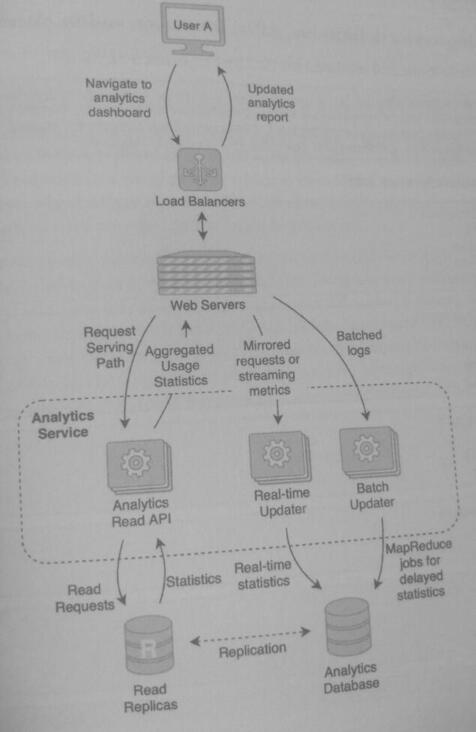 User A
Navigate to
analytics
dashboard
Updated
analytics
report
Load Balancers
Web Servers
Request
Serving
Path
Aggregated
Usage
Statistics
Mirrored
requests or
streaming
metrics
Batched
logs
Analytics
Service
Analytics
Read API
Real-time
Updater
Batch
Updater
Read
Requests
Statistics
Real-time
statistics
MapReduce
jobs for
delayed
statistics
R
Replication
Read
Replicas
Analytics
Database